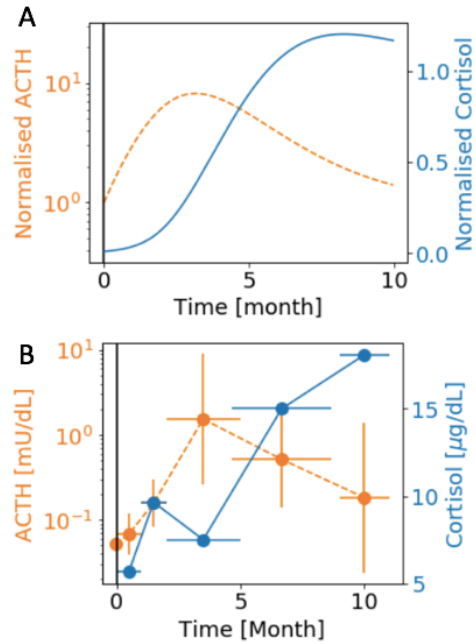 A
Normalised ACTH
10¹
10⁰
Normalised Cortisol
1.0
0.5
0.0
0
5
10
Time [month]
B
ACTH [mU/dL]
10¹
10⁰
10⁻¹
Cortisol [µg/dL]
15
10
5
0
5
10
Time [Month]